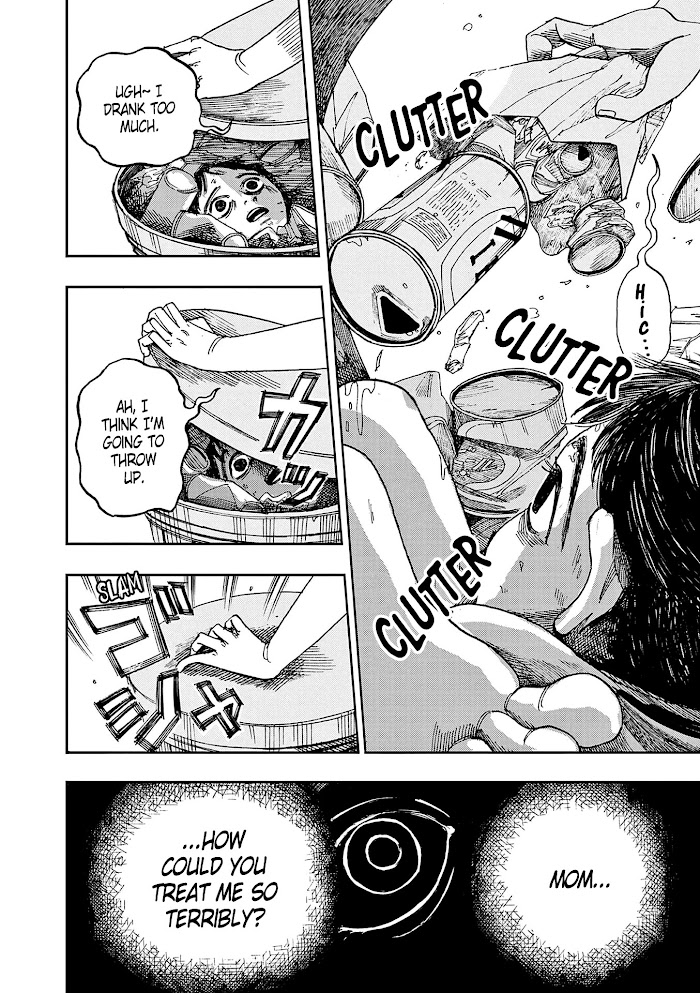 CLUTTER
HIC...
CLUTTER
CLUTTER
UGH~ I
DRANK TOO
MUCH.
AH, I
THINK I'M
GOING TO
THROW
UP.
SLAM
MOM...
...HOW
COULD YOU
TREAT ME SO
TERRIBLY?